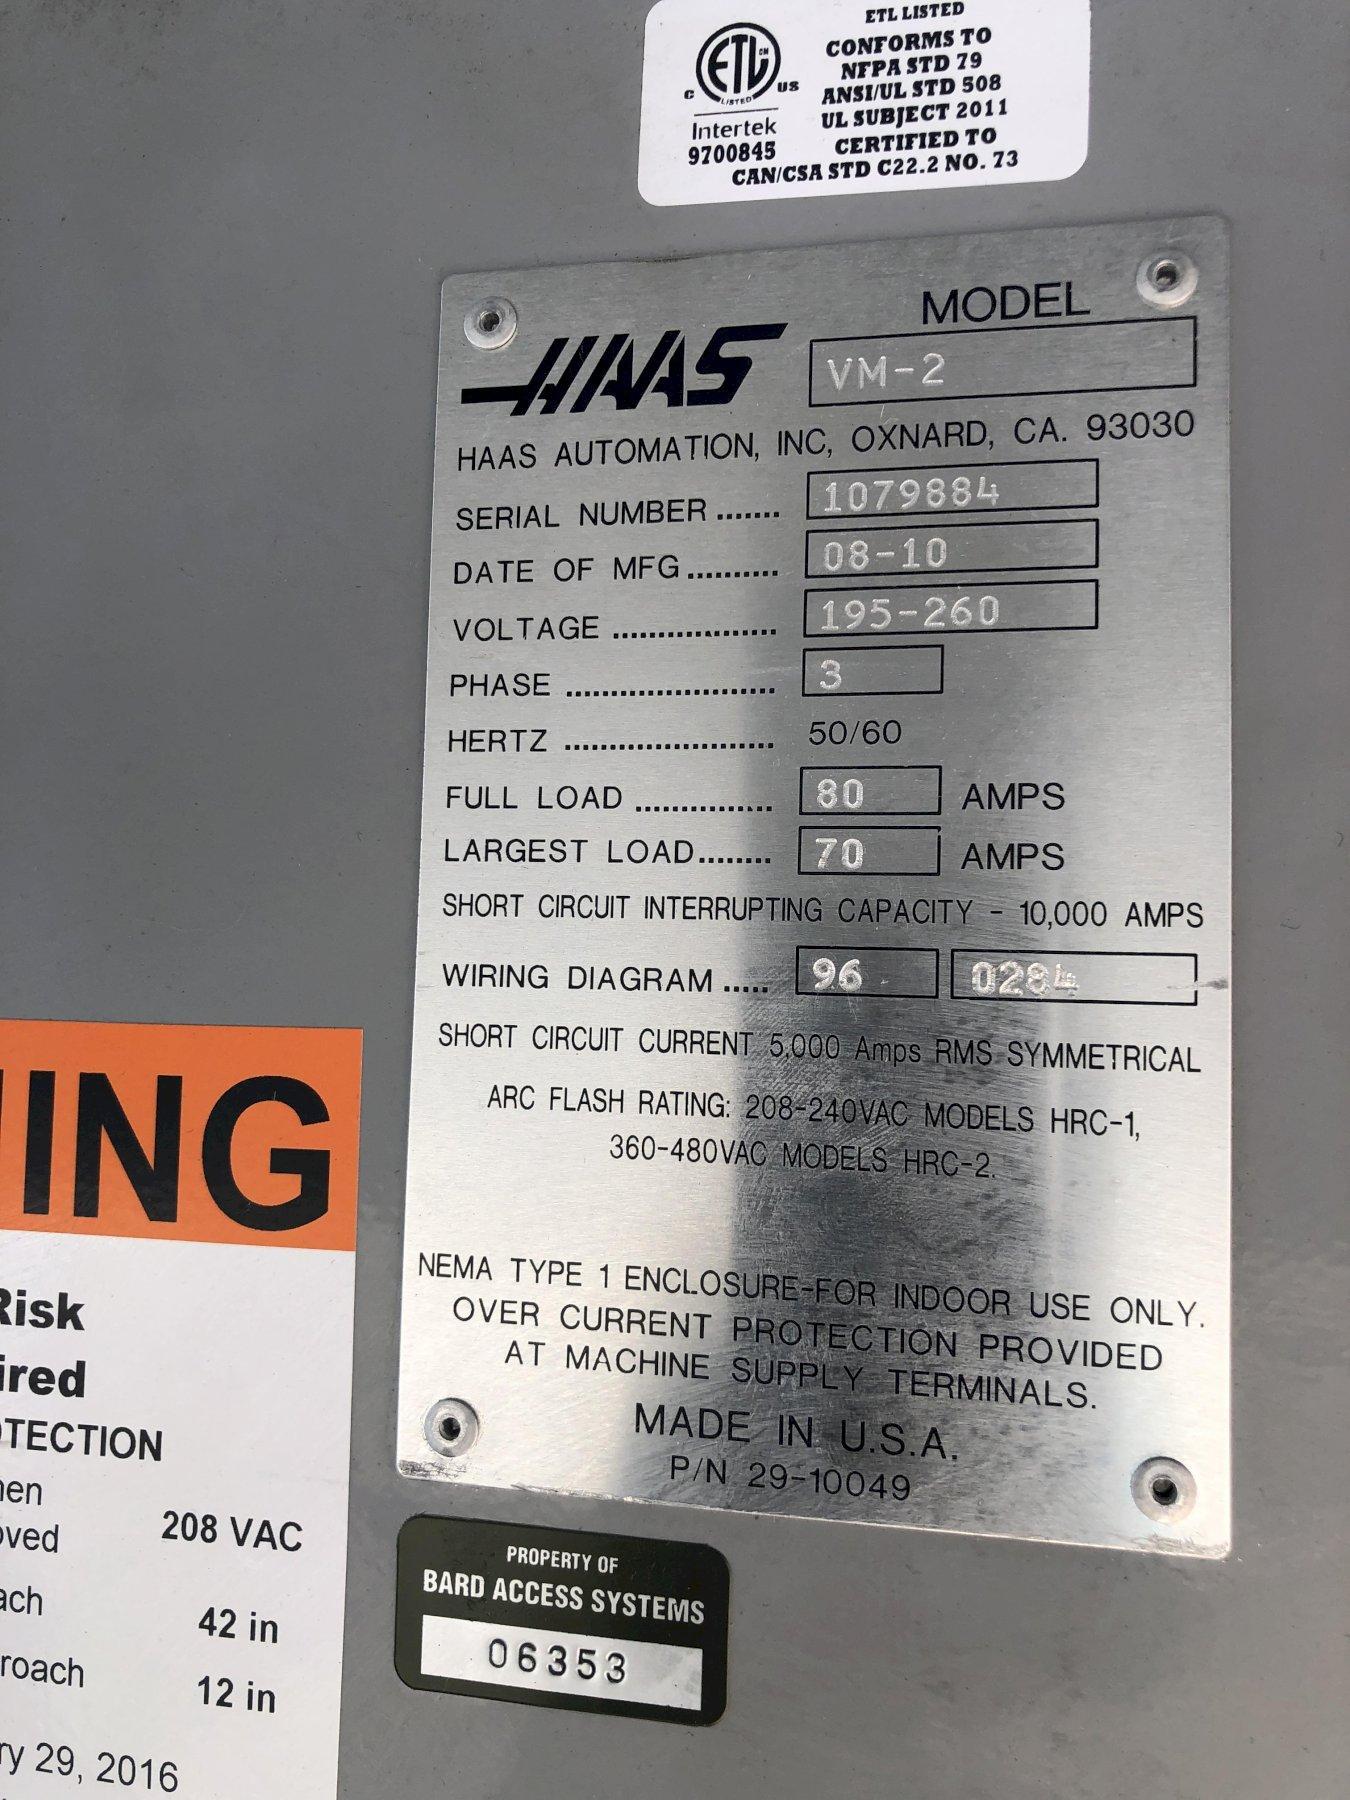 ETL LISTED
CONFORMS TO
NFPA STD 79
ANSI/UL STD 508
UL SUBJECT 2011
CERTIFIED TO
CAN/CSA STD C22.2 NO. 73
ETL CM
LISTED
C US
Intertek
9700845
HAAS
MODEL
VM-2
HAAS AUTOMATION, INC, OXNARD, CA. 93030
SERIAL NUMBER ....... 1079884
DATE OF MFG .......... 08-10
VOLTAGE .................. 195-260
PHASE ....................... 3
HERTZ ....................... 50/60
FULL LOAD ............... 80 AMPS
LARGEST LOAD........ 70 AMPS
SHORT CIRCUIT INTERRUPTING CAPACITY - 10,000 AMPS
WIRING DIAGRAM ..... 96 0284
SHORT CIRCUIT CURRENT 5,000 Amps RMS SYMMETRICAL
ARC FLASH RATING: 208-240VAC MODELS HRC-1,
360-480VAC MODELS HRC-2.
NEMA TYPE 1 ENCLOSURE-FOR INDOOR USE ONLY.
OVER CURRENT PROTECTION PROVIDED
AT MACHINE SUPPLY TERMINALS.
MADE IN U.S.A.
P/N 29-10049
PROPERTY OF
BARD ACCESS SYSTEMS
06353
ING
Risk
ired
OTECTION
en
oved 208 VAC
ach 42 in
roach 12 in
ry 29, 2016